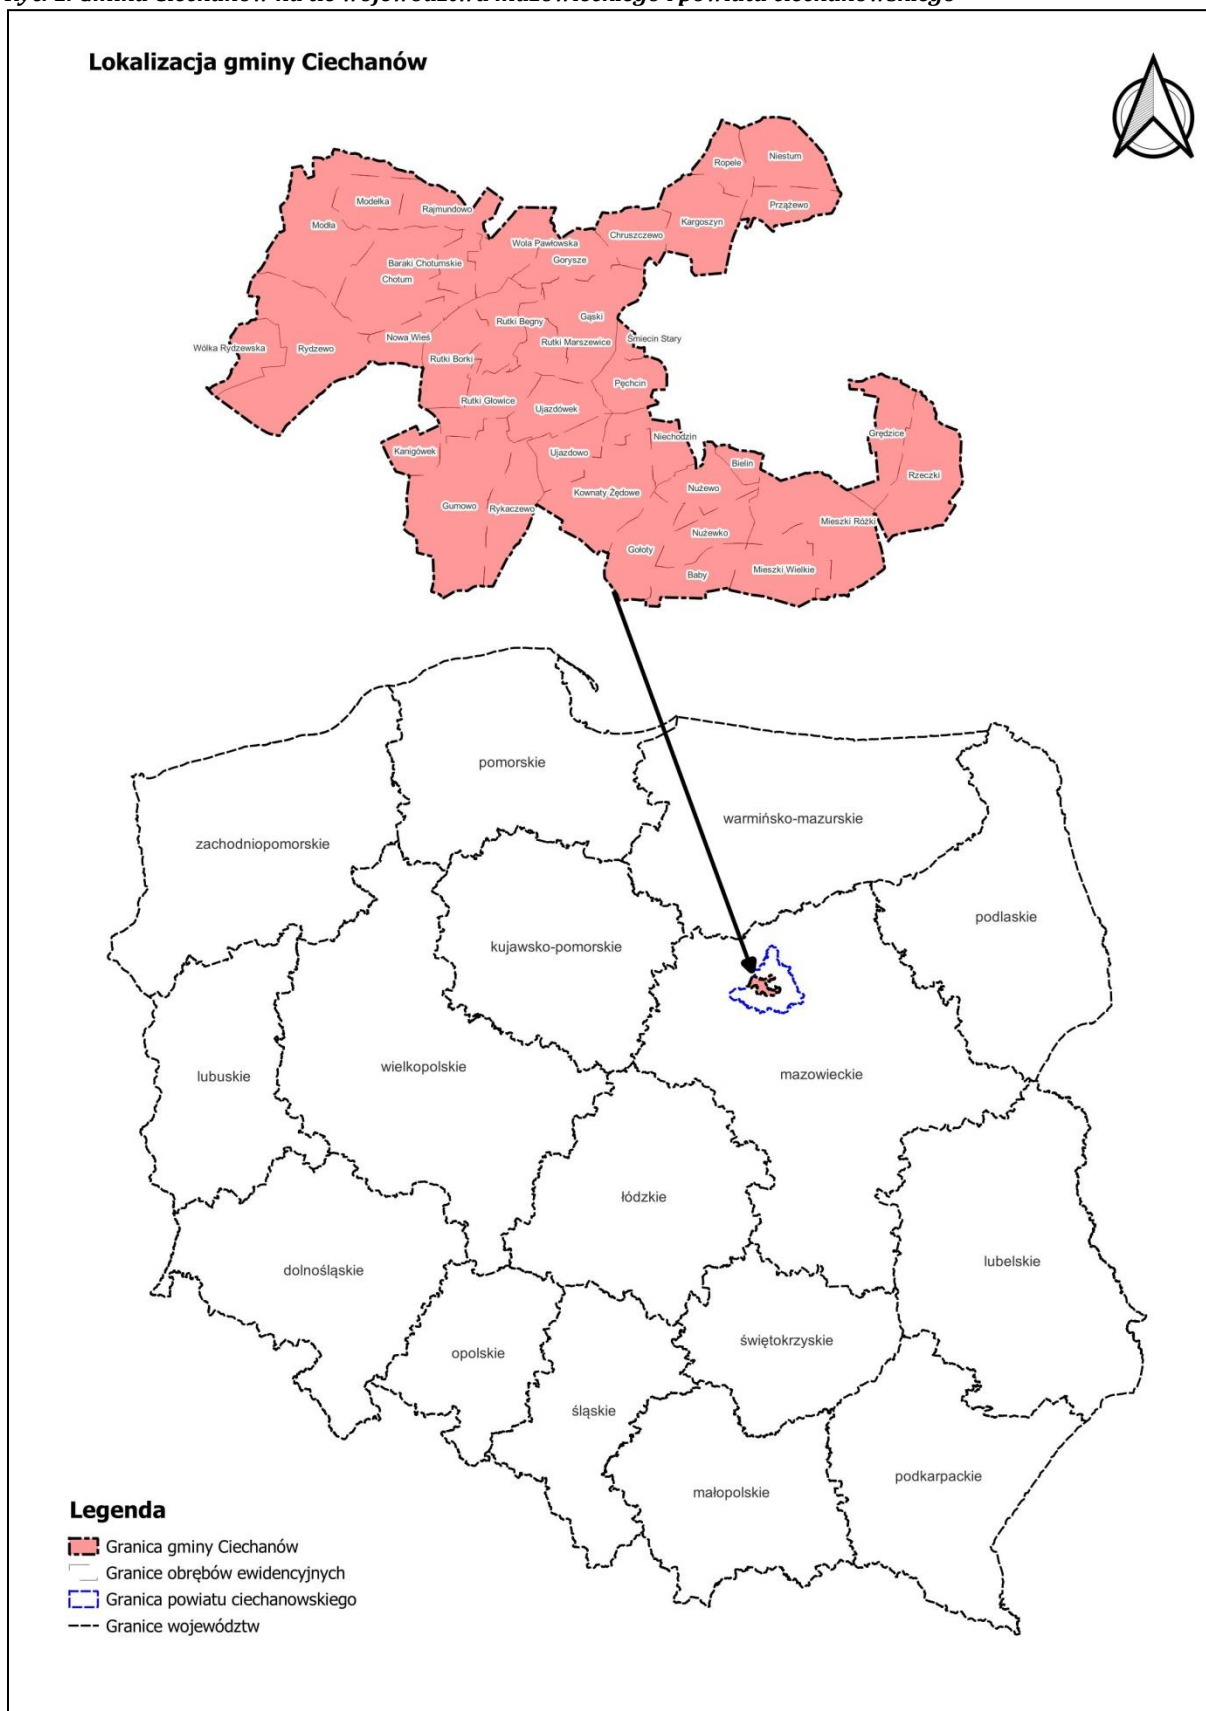 Lokalizacja gminy Ciechanów
Niestum
Ropele
Modełka
Rajmundowo
Przążewo
Modła
Kargoszyn
Chruszczewo
Wola Pawłowska
Baraki Chotumskie
Gorysze
Chotum
Gąski
Rutki Begny
Nowa Wieś
Śmiecin Stary
Rutki Marszewice
Wólka Rydzewska
Rydzewo
Rutki Borki
Pęchcin
Rutki Głowice
Ujazdówek
Grędzice
Niechodzin
Kanigówek
Ujazdowo
Bielin
Rzeczki
Nużewo
Kownaty Żędowe
Gumowo
Rykaczewo
Mieszki Różki
Nużewko
Gołoty
Mieszki Wielkie
Baby
pomorskie
warmińsko-mazurskie
zachodniopomorskie
podlaskie
kujawsko-pomorskie
wielkopolskie
mazowieckie
lubuskie
łódzkie
lubelskie
dolnośląskie
świętokrzyskie
opolskie
śląskie
podkarpackie
małopolskie
Legenda
Granica gminy Ciechanów
Granice obrębów ewidencyjnych
Granica powiatu ciechanowskiego
Granice województw